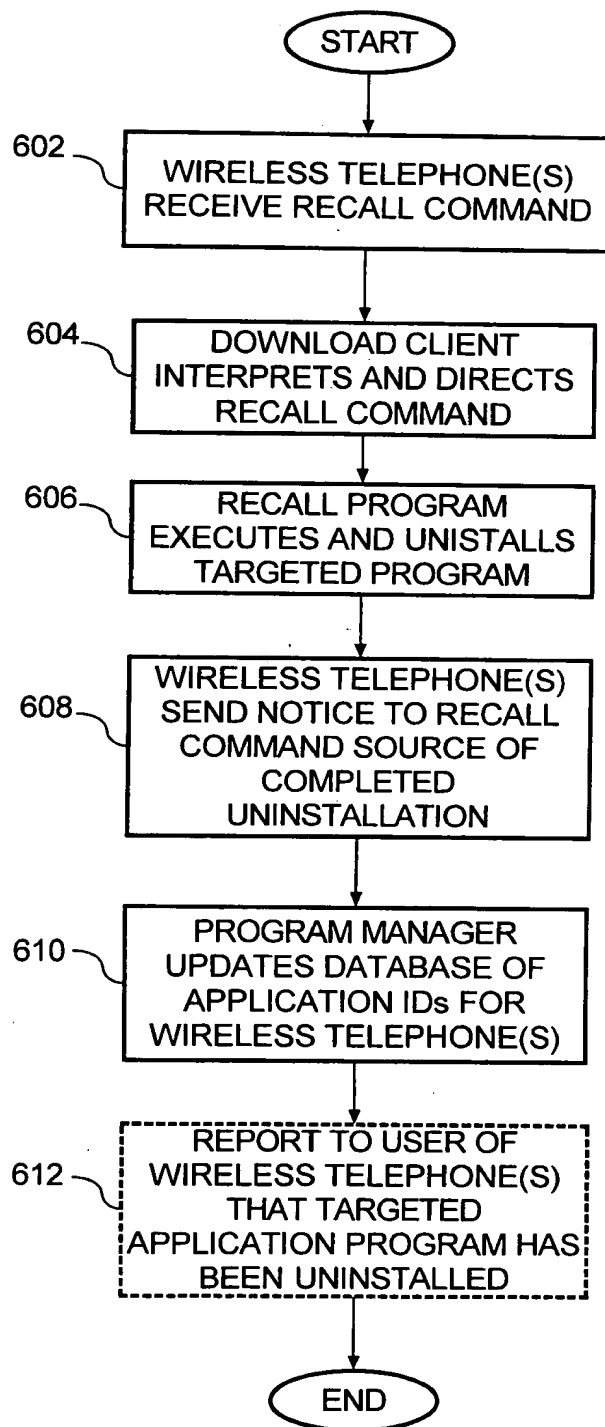 START
602
WIRELESS TELEPHONE(S)
RECEIVE RECALL COMMAND
604
DOWNLOAD CLIENT
INTERPRETS AND DIRECTS
RECALL COMMAND
606
RECALL PROGRAM
EXECUTES AND UNISTALLS
TARGETED PROGRAM
608
WIRELESS TELEPHONE(S)
SEND NOTICE TO RECALL
COMMAND SOURCE OF
COMPLETED
UNINSTALLATION
610
PROGRAM MANAGER
UPDATES DATABASE OF
APPLICATION IDs FOR
WIRELESS TELEPHONE(S)
612
REPORT TO USER OF
WIRELESS TELEPHONE(S)
THAT TARGETED
APPLICATION PROGRAM HAS
BEEN UNINSTALLED
END